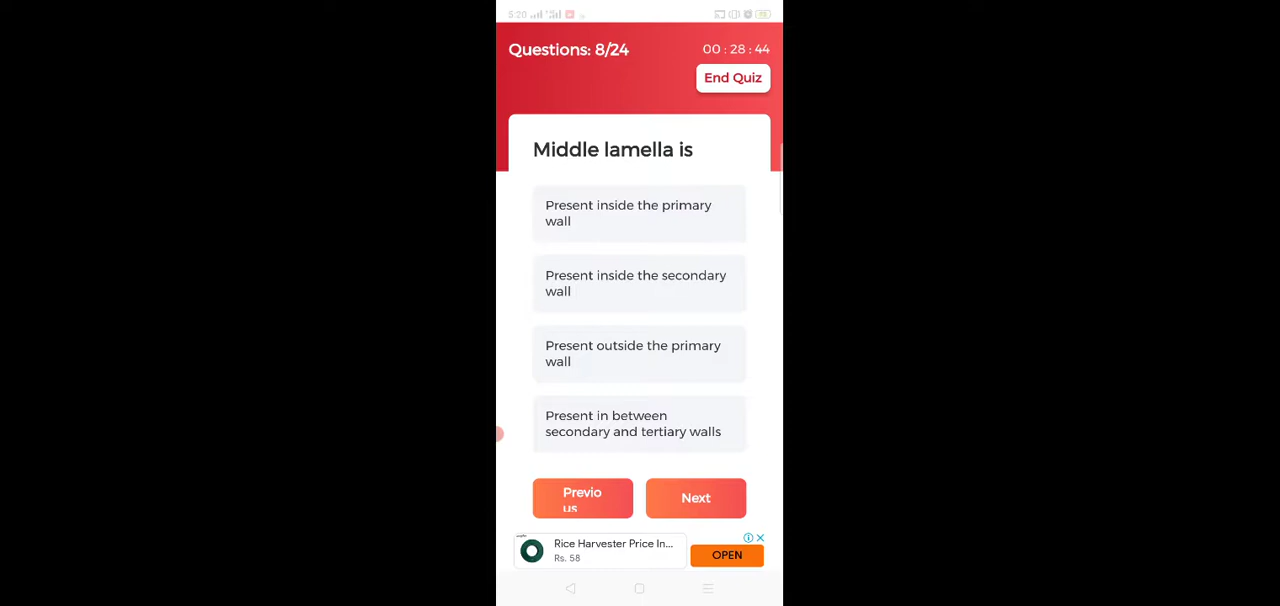 5:20
Questions: 8/24
00 : 28 : 44
End Quiz
Middle lamella is
Present inside the primary
wall
Present inside the secondary
wall
Present outside the primary
wall
Present in between
secondary and tertiary walls
Previo
us
Next
Rice Harvester Price In...
Rs. 58
OPEN